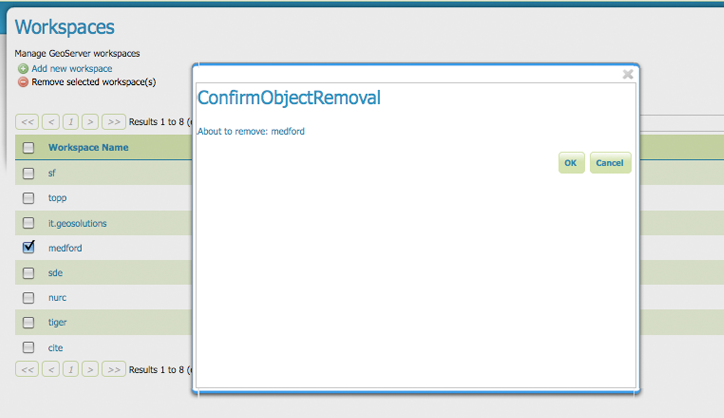 Workspaces
Manage GeoServer workspaces
Add new workspace
Remove selected workspace(s)
<< < 1 > >> Results 1 to 8
Workspace Name
sf
topp
it.geosolutions
medford
sde
nurc
tiger
cite
<< < 1 > >> Results 1 to 8
ConfirmObjectRemoval
About to remove: medford
OK Cancel